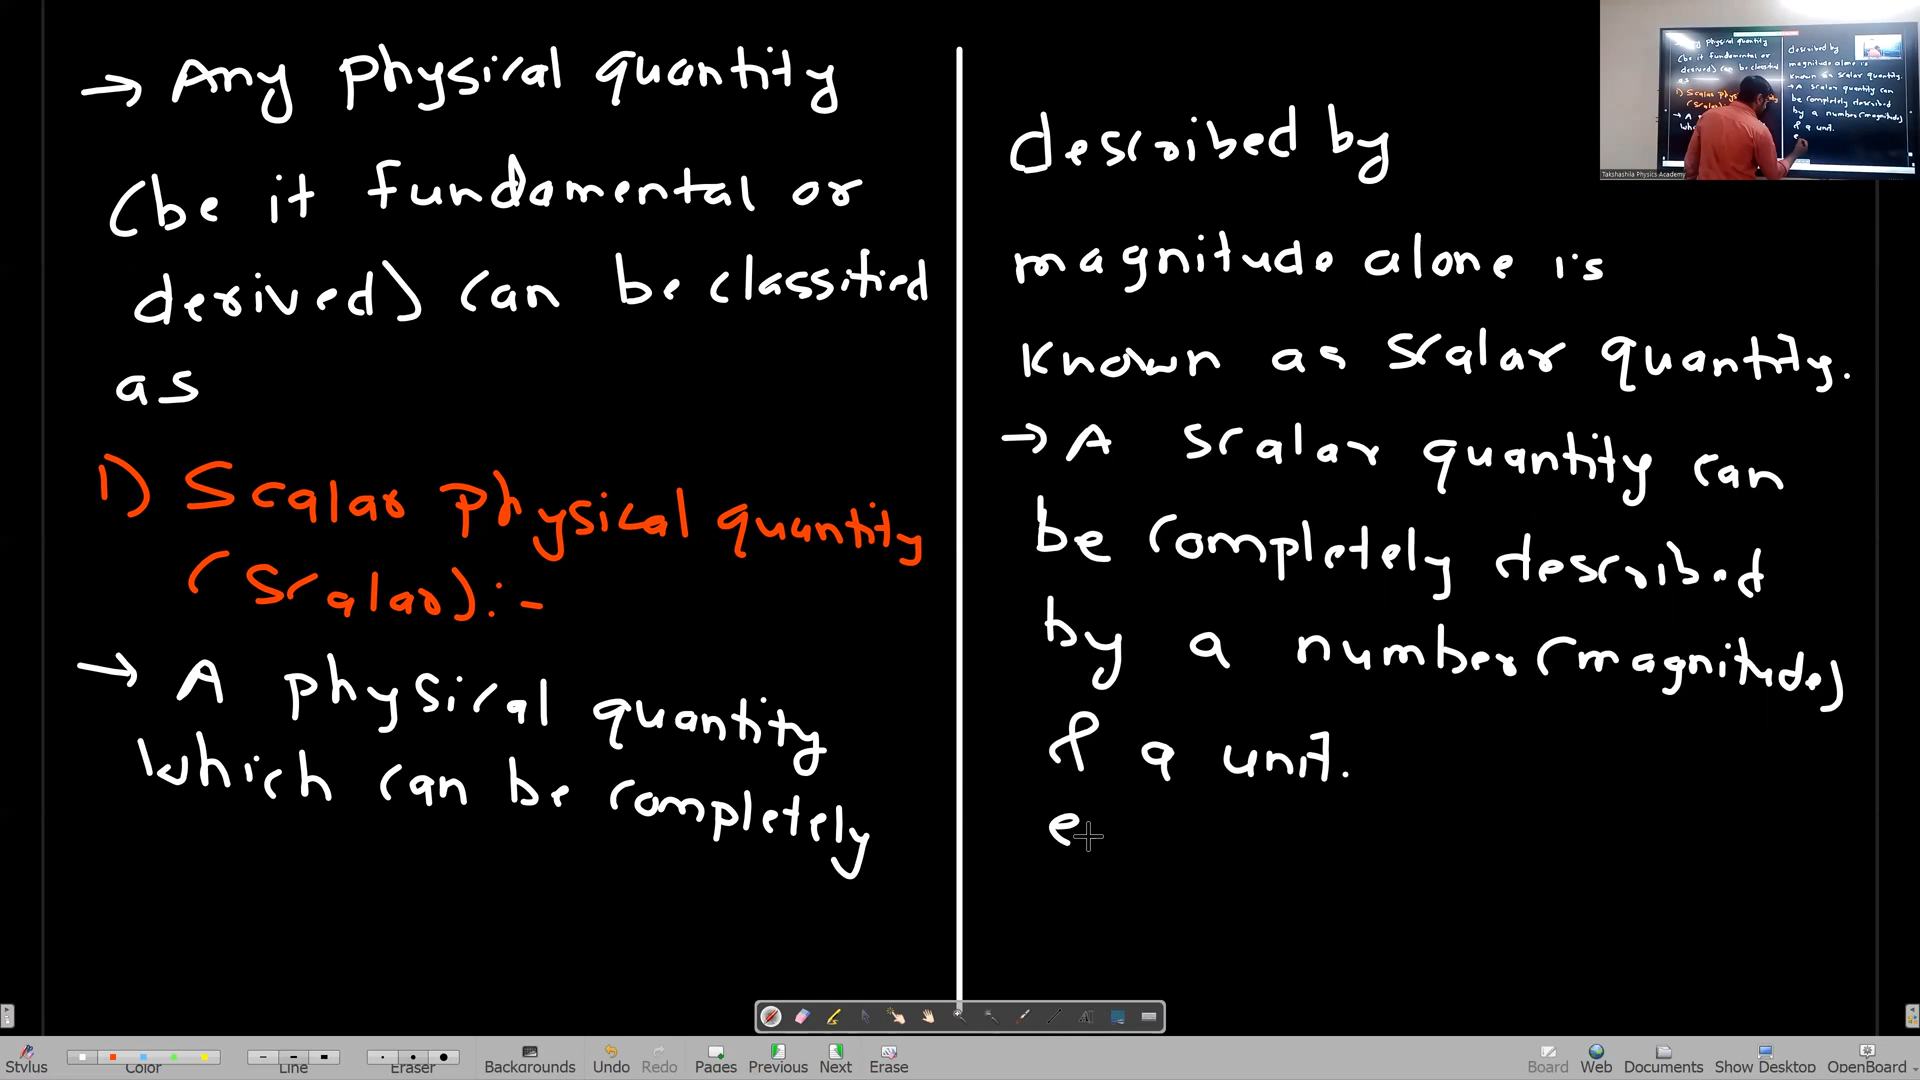 → Any physical quantity
(be it fundamental or
derived) can be classified
as
1) Scalar physical quantity
(Scalar):-
→ A physical quantity
which can be completely
described by
magnitude alone is
known as scalar quantity.
→ A scalar quantity can
be completely described
by a number (magnitude)
& a unit.
e
Takshashila Physics Academy
Stylus
Color
Line
Eraser
Backgrounds
Undo
Redo
Pages
Previous
Next
Erase
Board
Web
Documents
Show Desktop
OpenBoard